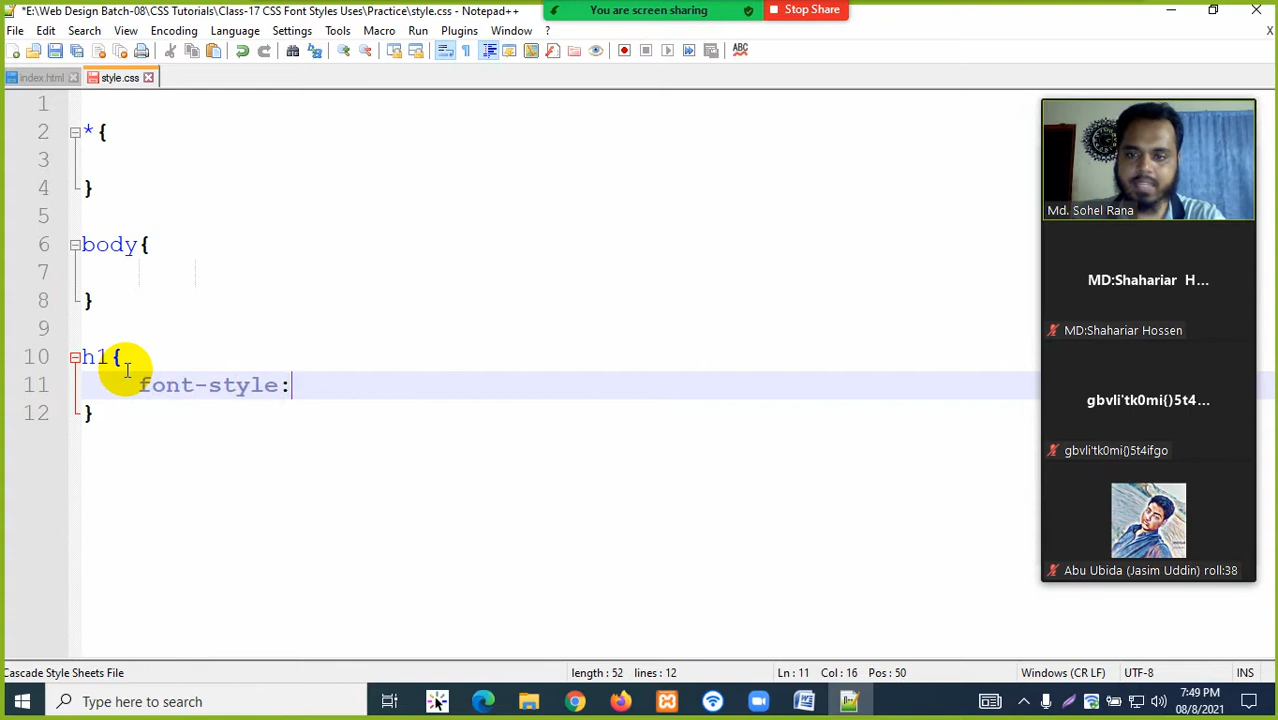 *E:\Web Design Batch-08\CSS Tutorials\Class-17 CSS Font Styles Uses\Practice\style.css - Notepad++
You are screen sharing
Stop Share
File Edit Search View Encoding Language Settings Tools Macro Run Plugins Window ? X
index.html style.css
1
2 *{
3
4 }
5
6 body{
7
8 }
9
10 h1{
11 font-style:
12 }
Md. Sohel Rana
MD:Shahariar H...
MD:Shahariar Hossen
gbvli'tk0mi{)5t4...
gbvli'tk0mi{)5t4ifgo
Abu Ubida (Jasim Uddin) roll:38
Cascade Style Sheets File length : 52 lines : 12 Ln : 11 Col : 16 Pos : 50 Windows (CR LF) UTF-8 INS
Type here to search
7:49 PM
08/8/2021